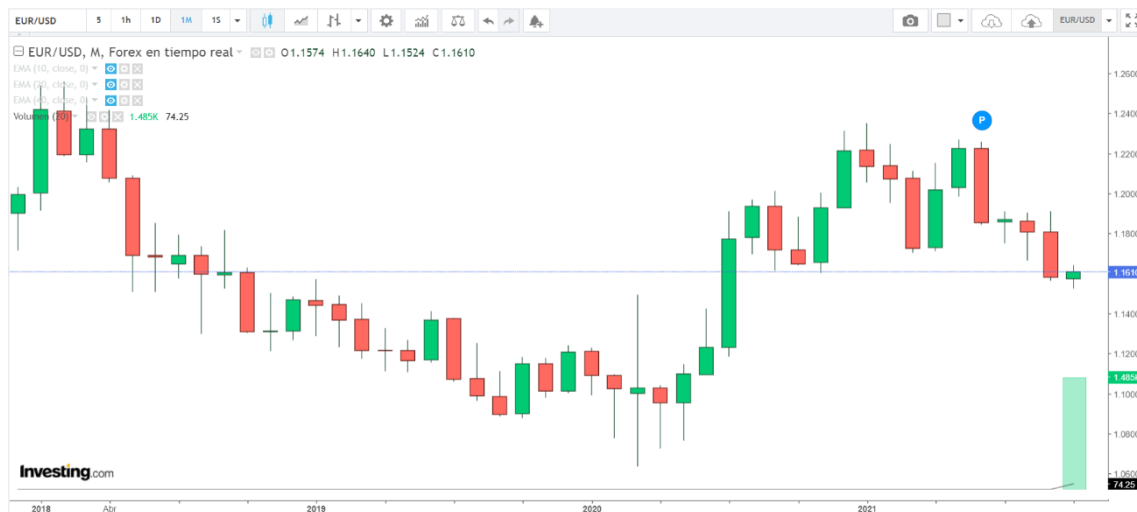 EUR/USD 5 1h 1D 1M 1S EUR/USD
EUR/USD, M, Forex en tiempo real O1.1574 H1.1640 L1.1524 C1.1610
EMA (10, close, 0)
EMA (20, close, 0)
close, 0)
Volumen (20) 1.485K 74.25
P
1.2600
1.2400
1.2200
1.2000
1.1800
1.1610
1.1400
1.1200
1.485K
1.1000
1.0800
1.0600
74.25
Investing.com
2018 Abr 2019 2020 2021